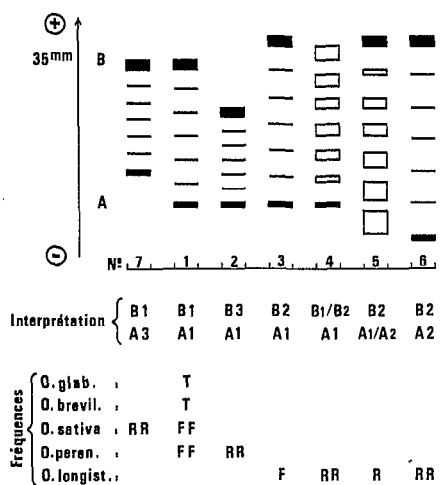 ⊕
35mm B
A
⊖
Nº 7 1 2 3 4 5 6
Interprétation { B1 B1 B3 B2 B1/B2 B2 B2
A3 A1 A1 A1 A1 A1/A2 A2
Fréquences { O.glab. : T
O.brevil. : T
O.sativa : RR FF
O.peren. : FF RR
O.longist.: F RR R RR